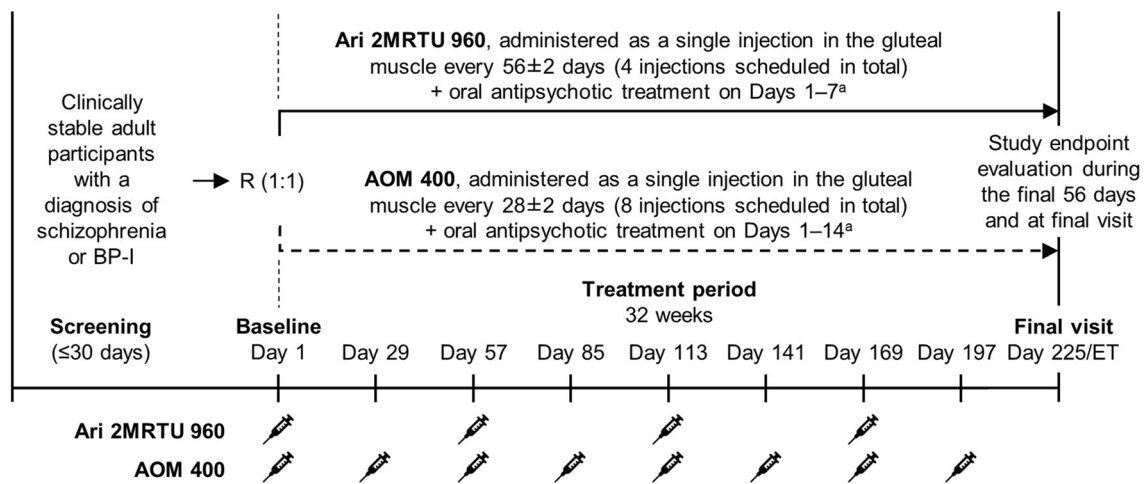 Ari 2MRTU 960, administered as a single injection in the gluteal
muscle every 56±2 days (4 injections scheduled in total)
+ oral antipsychotic treatment on Days 1–7ᵃ
Clinically
stable adult
participants
with a
diagnosis of
schizophrenia
or BP-I
R (1:1)
AOM 400, administered as a single injection in the gluteal
muscle every 28±2 days (8 injections scheduled in total)
+ oral antipsychotic treatment on Days 1–14ᵃ
Study endpoint
evaluation during
the final 56 days
and at final visit
Treatment period
32 weeks
Screening
(≤30 days)
Baseline
Day 1
Day 29
Day 57
Day 85
Day 113
Day 141
Day 169
Day 197
Final visit
Day 225/ET
Ari 2MRTU 960
AOM 400